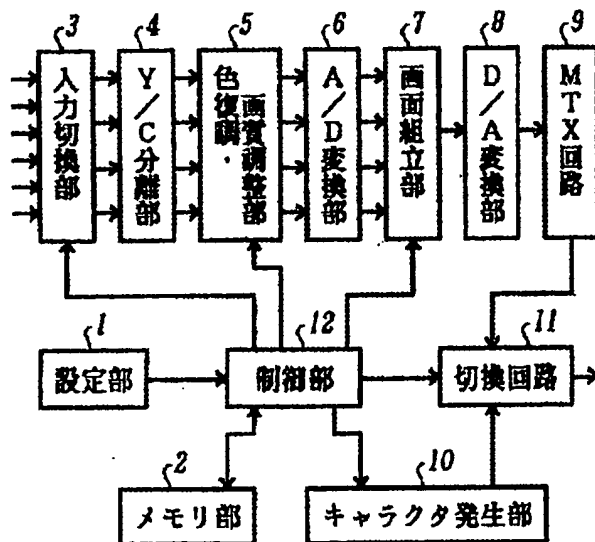 3
4
5
6
7
8
9
入力切換部
Y/C分離部
色復調・
画質調整部
A/D変換部
画面組立部
D/A変換部
MTX回路
1
12
11
設定部
制御部
切換回路
2
10
メモリ部
キャラクタ発生部